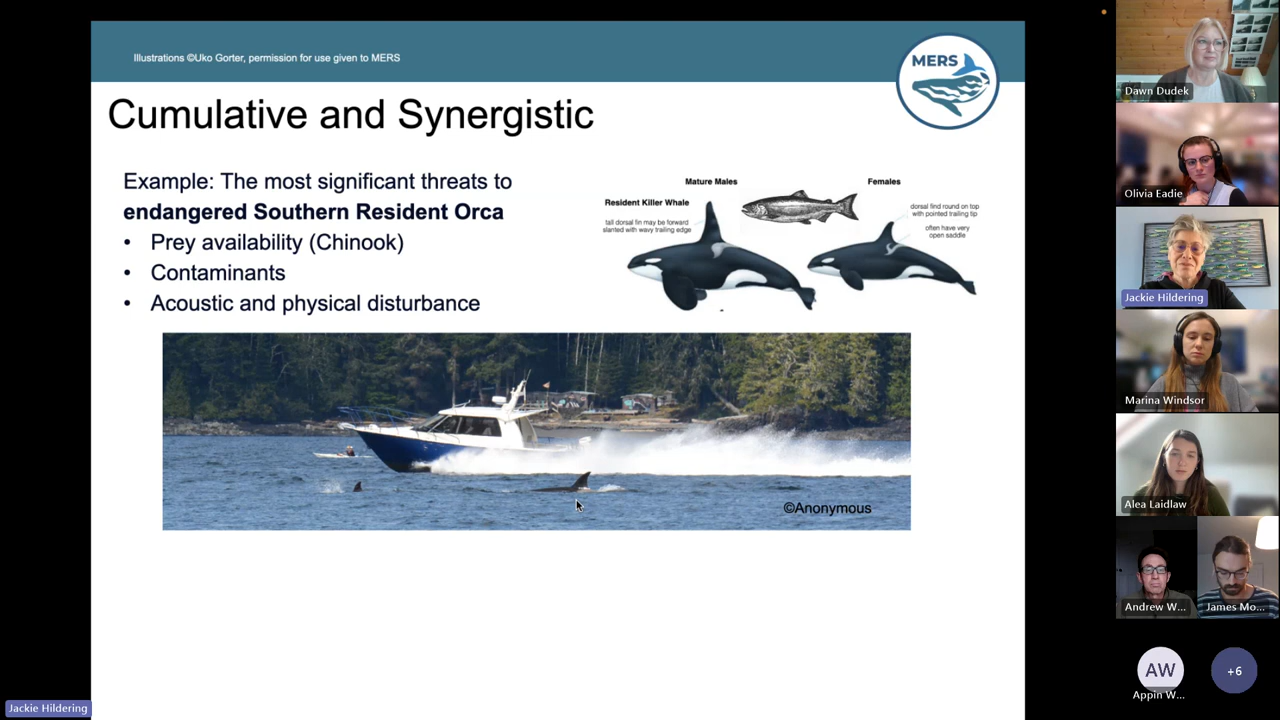 Illustrations ©Uko Gorter, permission for use given to MERS
MERS
Cumulative and Synergistic
Example: The most significant threats to
endangered Southern Resident Orca
• Prey availability (Chinook)
• Contaminants
• Acoustic and physical disturbance
Mature Males
Females
Resident Killer Whale
tall dorsal fin may be forward
slanted with wavy trailing edge
dorsal find round on top
with pointed trailing tip
often have very
open saddle
©Anonymous
Dawn Dudek
Olivia Eadie
Jackie Hildering
Marina Windsor
Alea Laidlaw
Andrew W...
James Mo...
AW
Appin W...
+6
Jackie Hildering